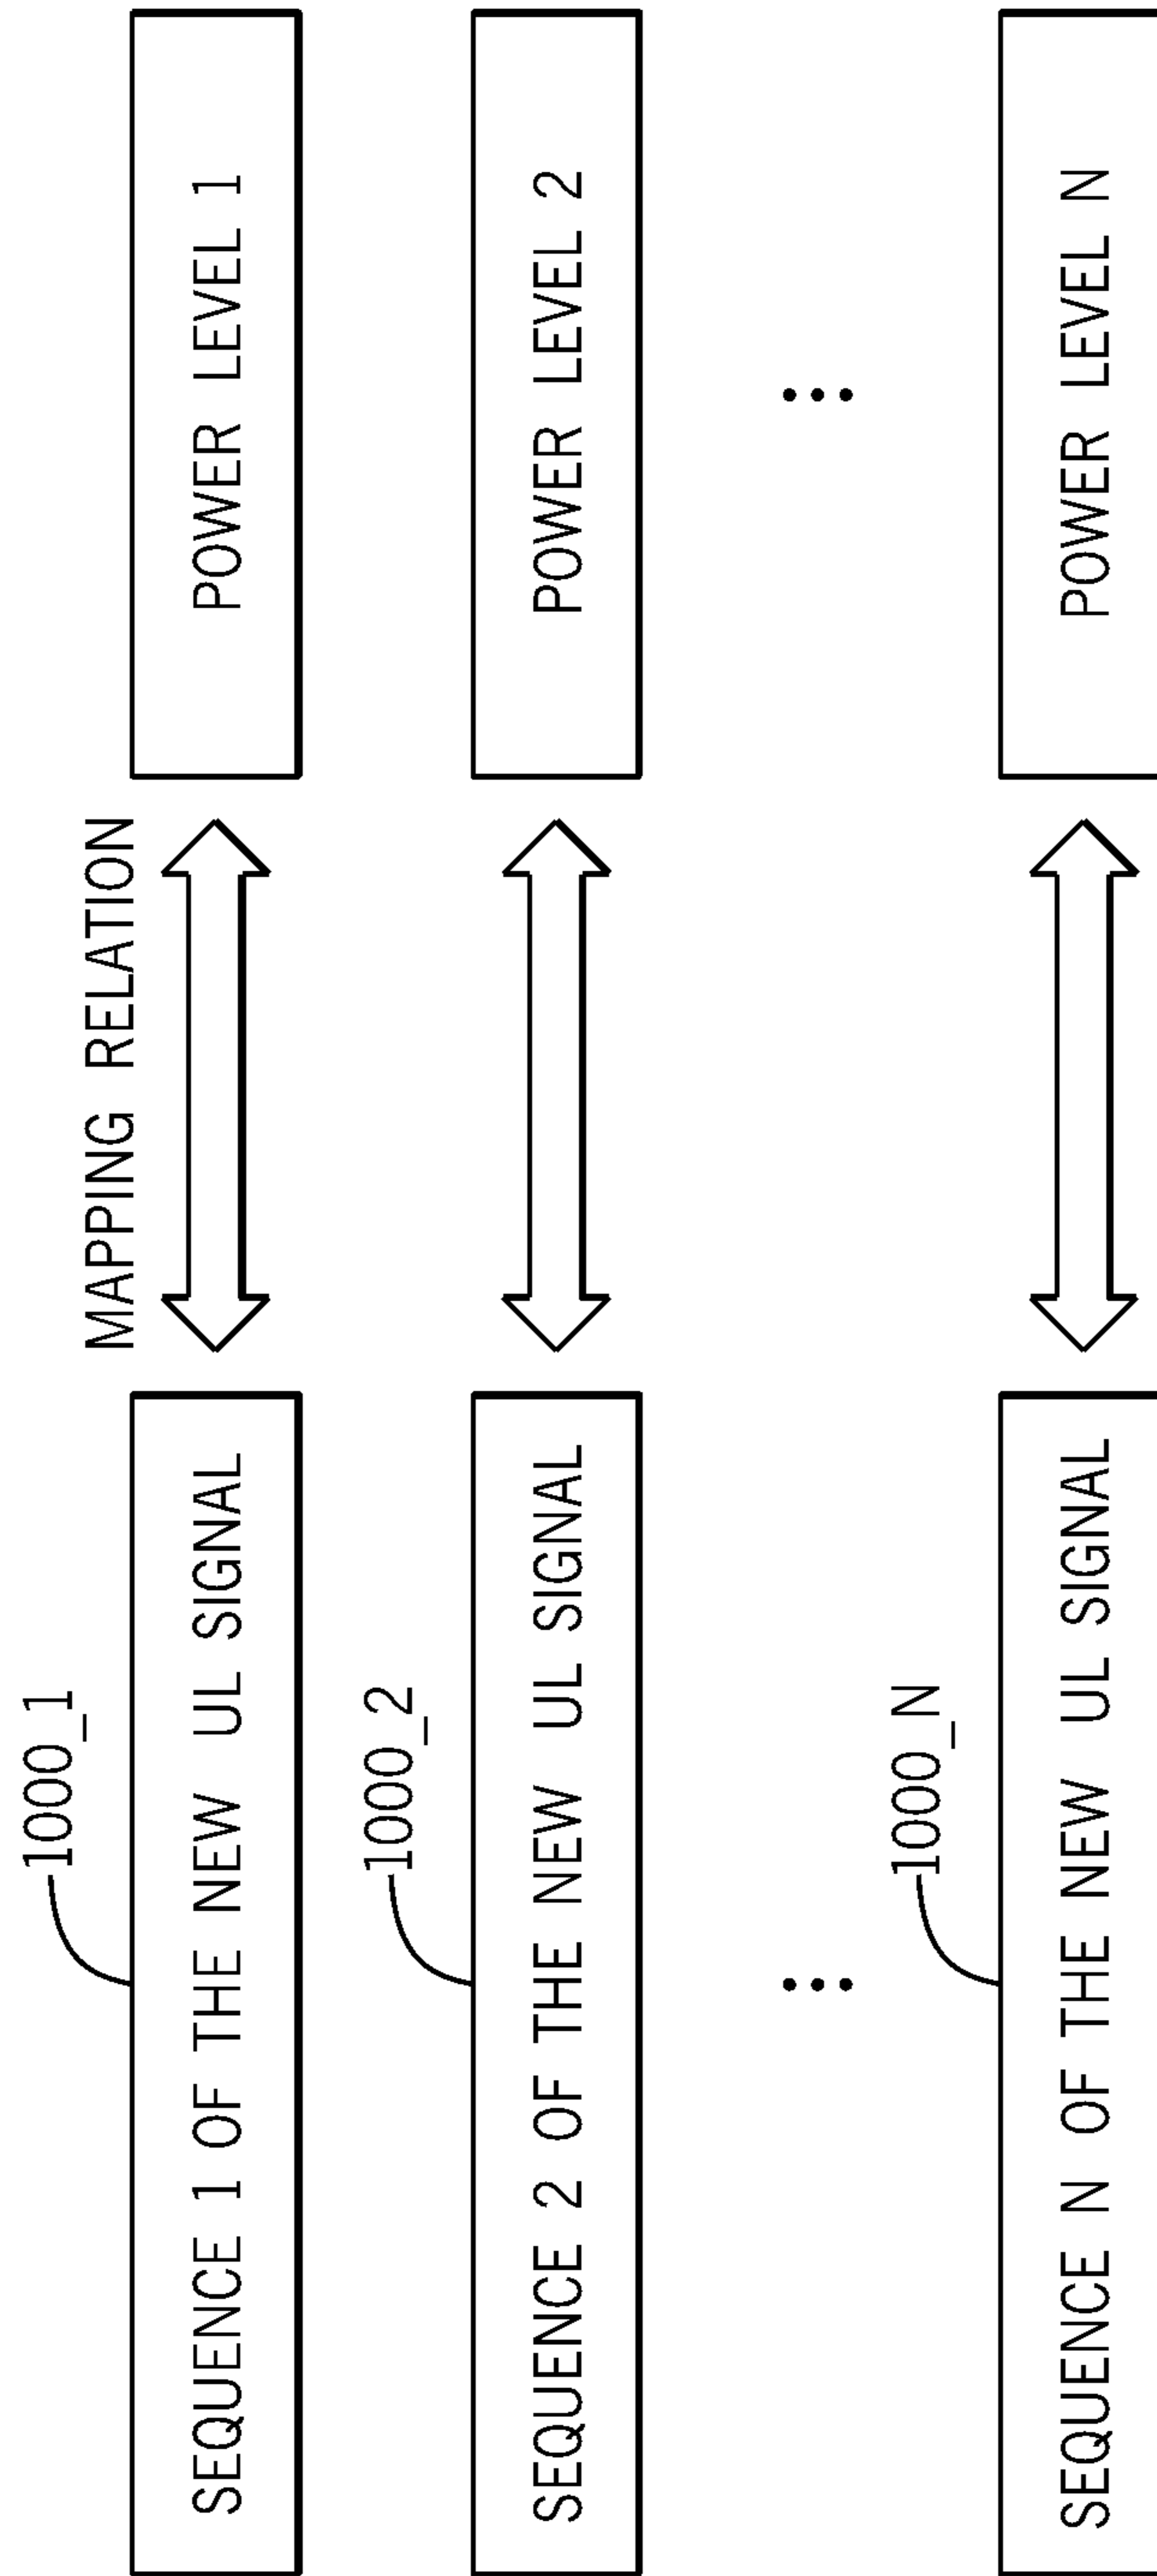 MAPPING RELATION
1000_1
SEQUENCE 1 OF THE NEW UL SIGNAL
POWER LEVEL 1
1000_2
SEQUENCE 2 OF THE NEW UL SIGNAL
POWER LEVEL 2
1000_N
SEQUENCE N OF THE NEW UL SIGNAL
POWER LEVEL N